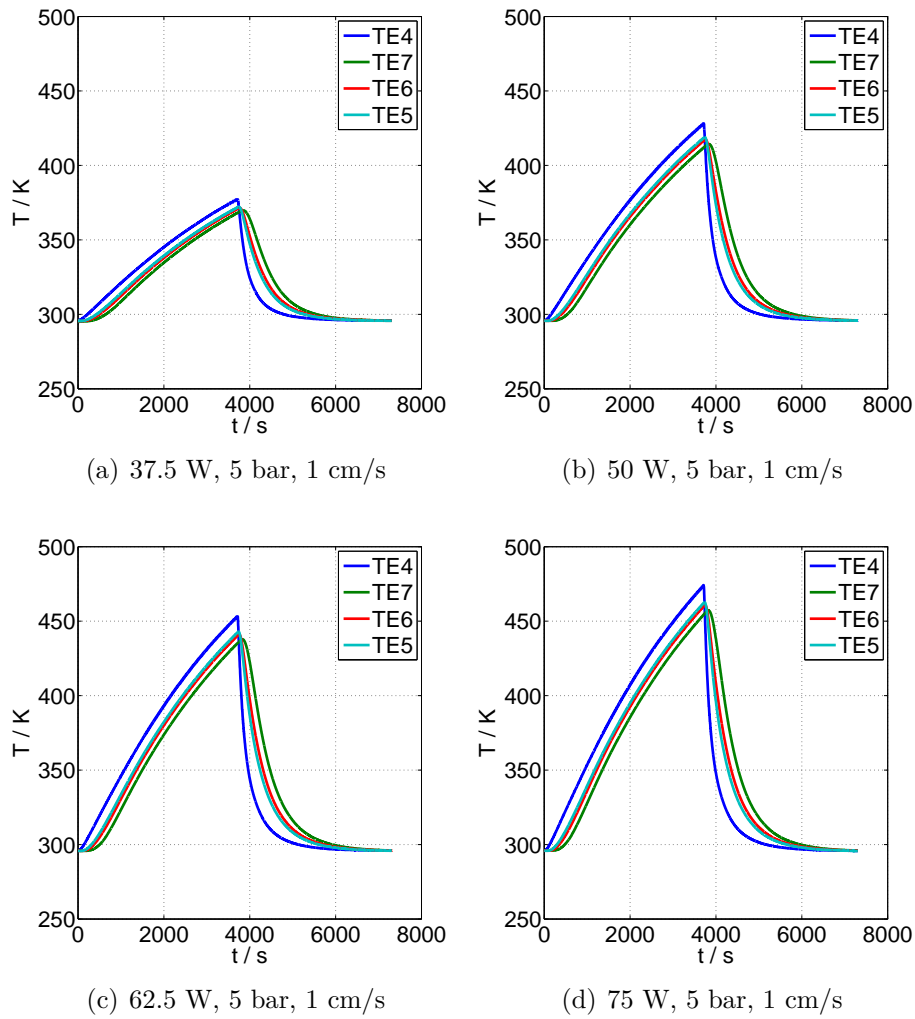 500
450
400
350
300
250
T / K
0 2000 4000 6000 8000
t / s
TE4
TE7
TE6
TE5
(a) 37.5 W, 5 bar, 1 cm/s
500
450
400
350
300
250
T / K
0 2000 4000 6000 8000
t / s
TE4
TE7
TE6
TE5
(b) 50 W, 5 bar, 1 cm/s
500
450
400
350
300
250
T / K
0 2000 4000 6000 8000
t / s
TE4
TE7
TE6
TE5
(c) 62.5 W, 5 bar, 1 cm/s
500
450
400
350
300
250
T / K
0 2000 4000 6000 8000
t / s
TE4
TE7
TE6
TE5
(d) 75 W, 5 bar, 1 cm/s